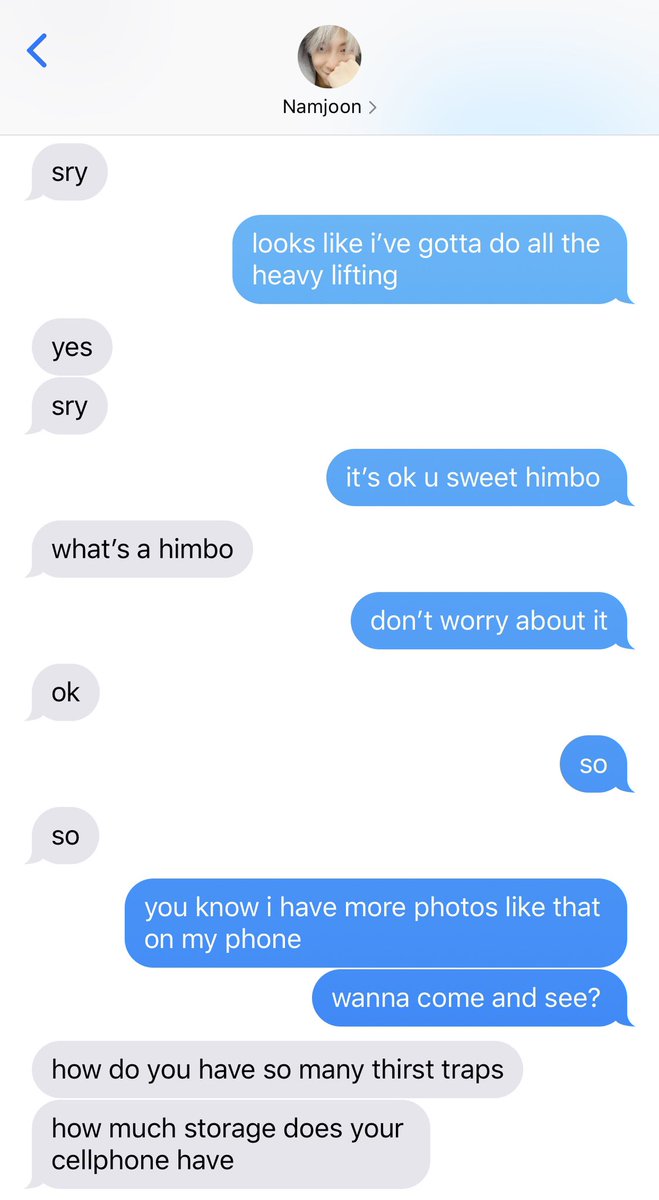 Namjoon
sry
looks like i’ve gotta do all the
heavy lifting
yes
sry
it’s ok u sweet himbo
what’s a himbo
don’t worry about it
ok
so
so
you know i have more photos like that
on my phone
wanna come and see?
how do you have so many thirst traps
how much storage does your
cellphone have